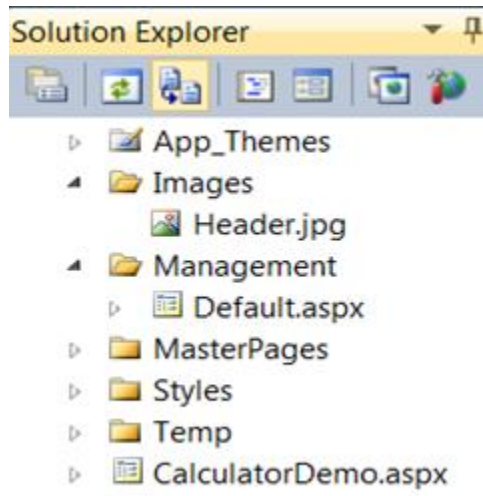 Solution Explorer
App_Themes
Images
Header.jpg
Management
Default.aspx
MasterPages
Styles
Temp
CalculatorDemo.aspx